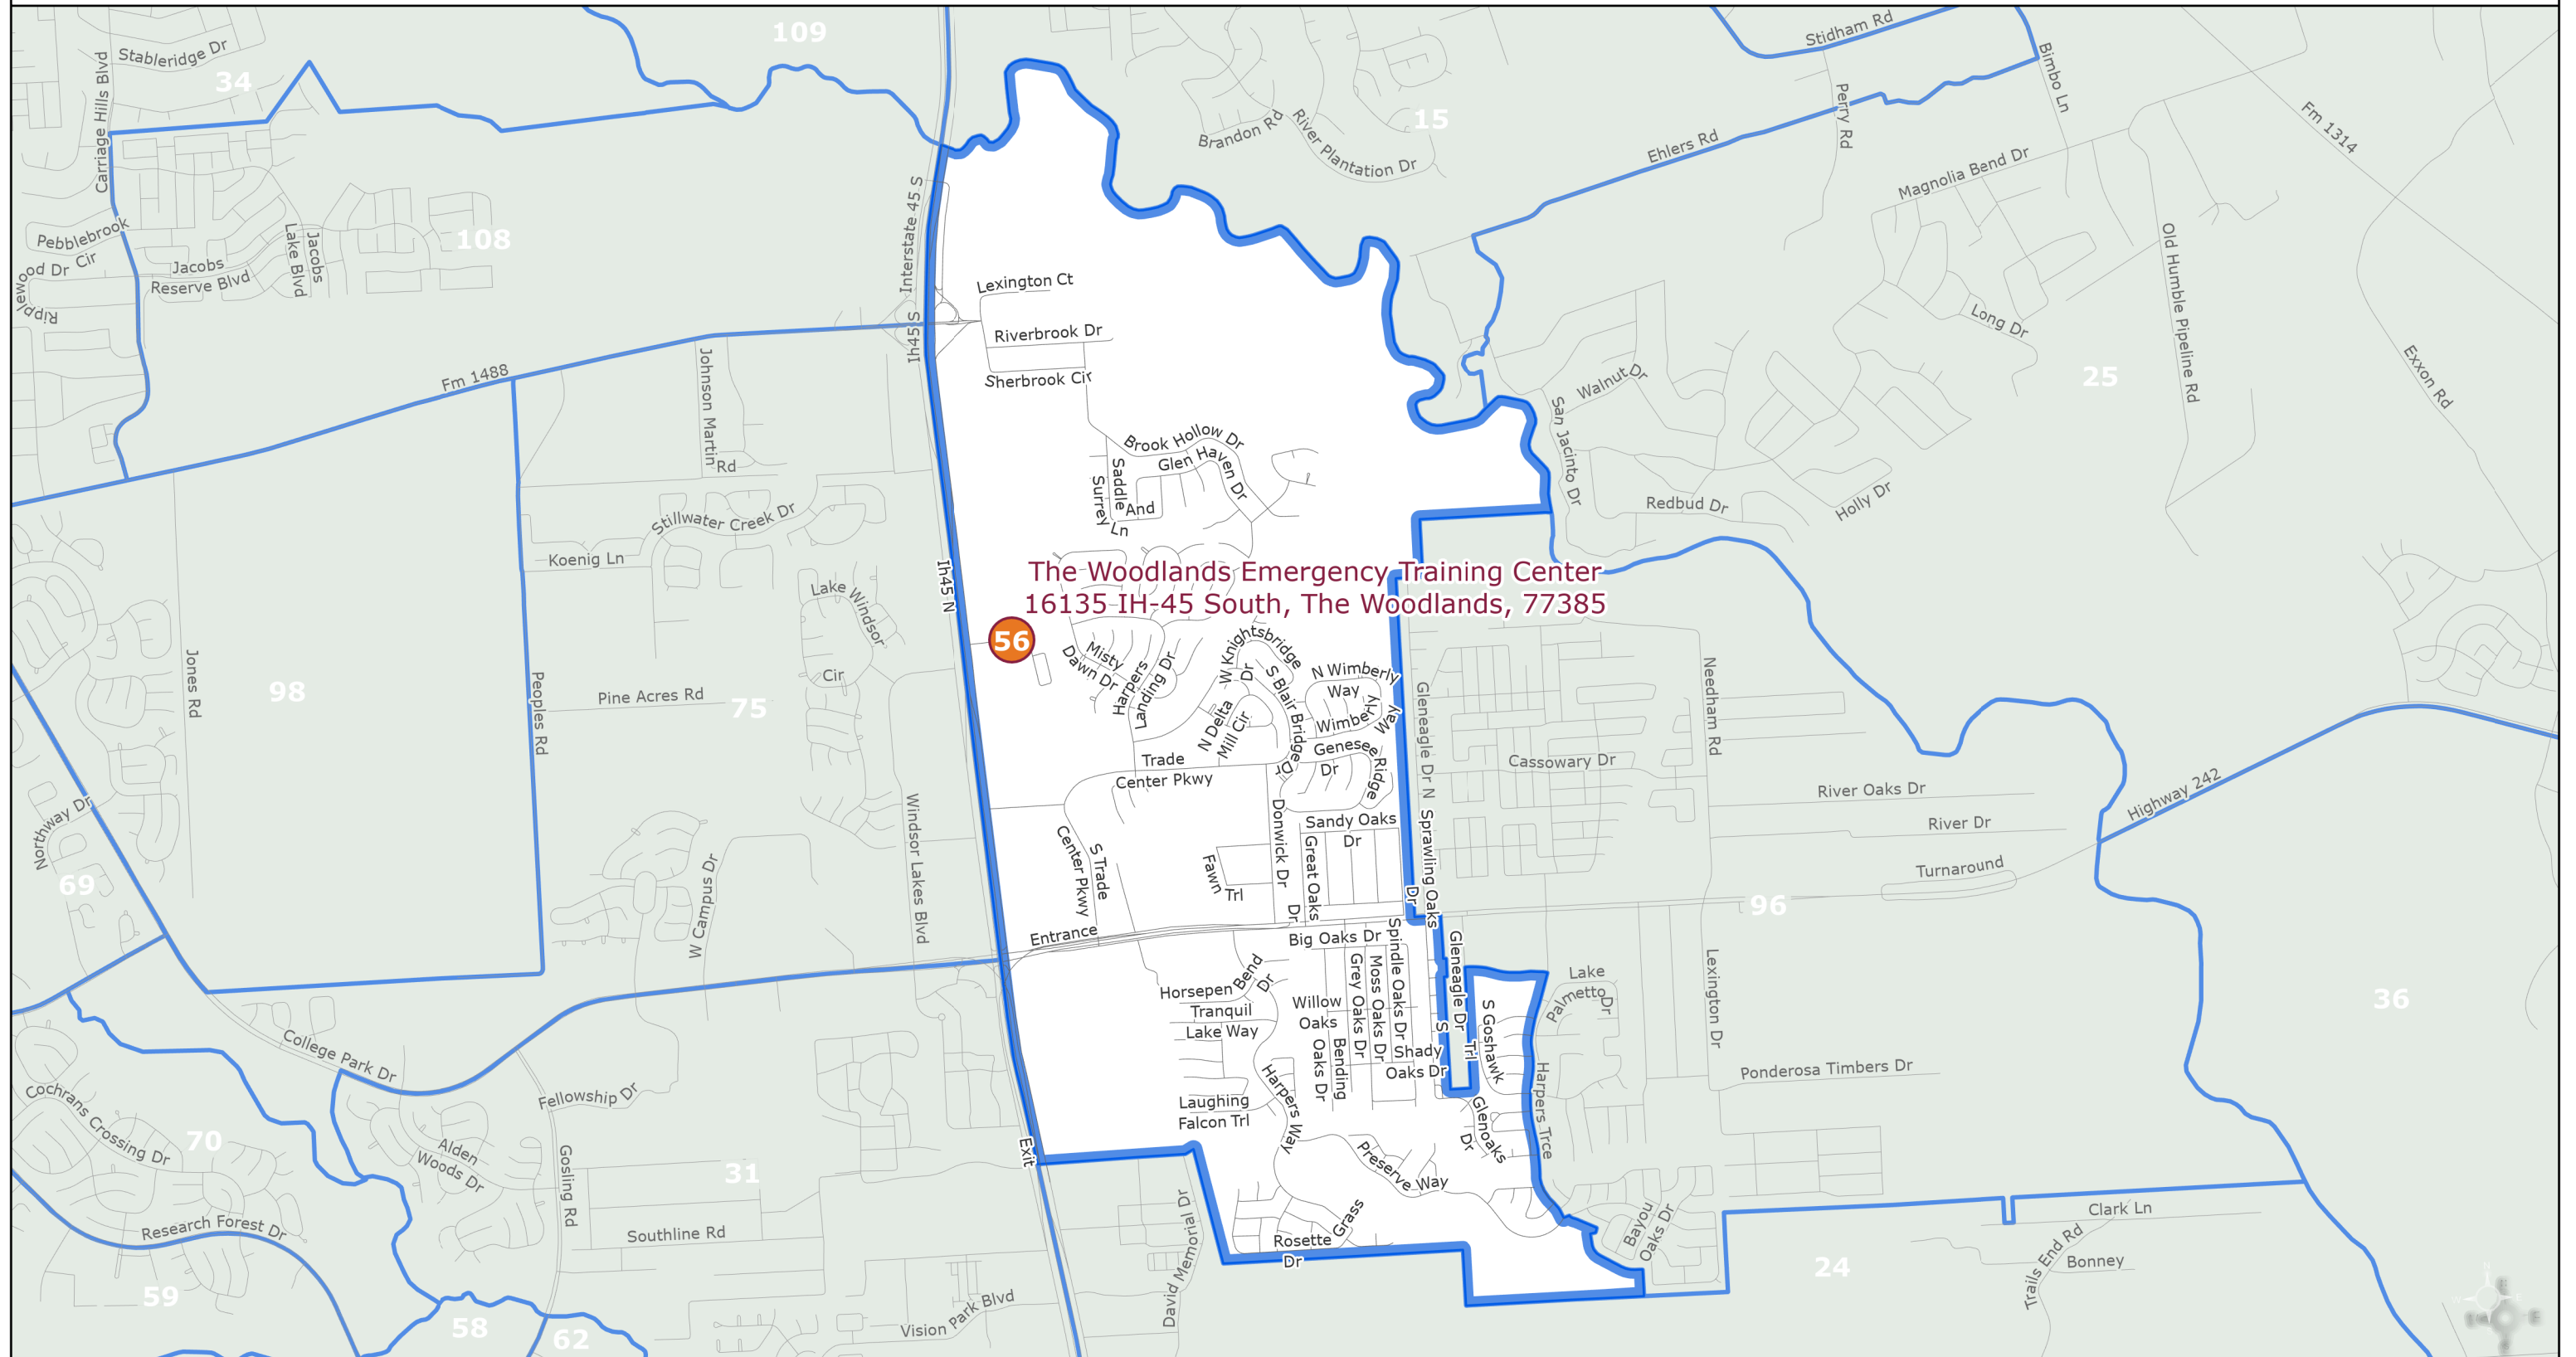 109
Stidham Rd
Stableridge Dr
34
Carriage Hills Blvd
Bimbo Ln
Perry Rd
Fm 1314
15
Brandon Rd
River Plantation Dr
Ehlers Rd
Magnolia Bend Dr
Interstate 45 S
Pebblebrook
Cir
108
Jacobs
Lake Blvd
Jacobs
Reserve Blvd
od Dr
Ripplewo
Old Humble Pipeline Rd
Lexington Ct
Ih45 S
Riverbrook Dr
Long Dr
Sherbrook Cir
Fm 1488
Johnson Martin
Rd
Walnut Dr
25
Exxon Rd
San Jacinto Dr
Brook Hollow Dr
Glen Haven Dr
Saddle
And
Surrey
Ln
Redbud Dr
Holly Dr
Stillwater Creek Dr
Koenig Ln
Ih45 N
The Woodlands Emergency Training Center
16135 IH-45 South, The Woodlands, 77385
Lake Windsor
Cir
56
Misty
Dawn Dr
Harpers
Landing Dr
W Knightsbridge
Dr
S Blair Bridge
Dr
N Wimberly
Way
Wimberly
Way
N Delta
Mill Cir
Genesee Ridge
Dr
Gleneagle Dr N
Needham Rd
Jones Rd
98
Peoples Rd
Pine Acres Rd
75
Trade
Center Pkwy
Cassowary Dr
River Oaks Dr
Highway 242
Northway Dr
Windsor Lakes Blvd
Donwick Dr
Sandy Oaks
Dr
Sprawling Oaks
Dr
River Dr
S Trade
Center Pkwy
Fawn
Trl
Great Oaks
Dr
Turnaround
69
W Campus Dr
96
Entrance
Big Oaks Dr
Spindle Oaks Dr
Gleneagle Dr
S
Horsepen
Bend
Dr
Grey Oaks Dr
Moss Oaks Dr
Lake
Palmetto
Dr
Lexington Dr
36
Tranquil
Lake Way
Willow
Oaks
Bending
Oaks Dr
S Goshawk
Trl
College Park Dr
Shady
Oaks Dr
Ponderosa Timbers Dr
Cochrans Crossing Dr
Fellowship Dr
Harpers Way
Laughing
Falcon Trl
Glenoaks
Dr
Harpers Trce
70
Alden
Woods Dr
Gosling Rd
31
Exit
Preserve Way
David Memorial Dr
Bayou
Oaks Dr
Clark Ln
Research Forest Dr
Southline Rd
Rosette
Grass
Dr
Trails End Rd
Bonney
24
59
58
62
Vision Park Blvd